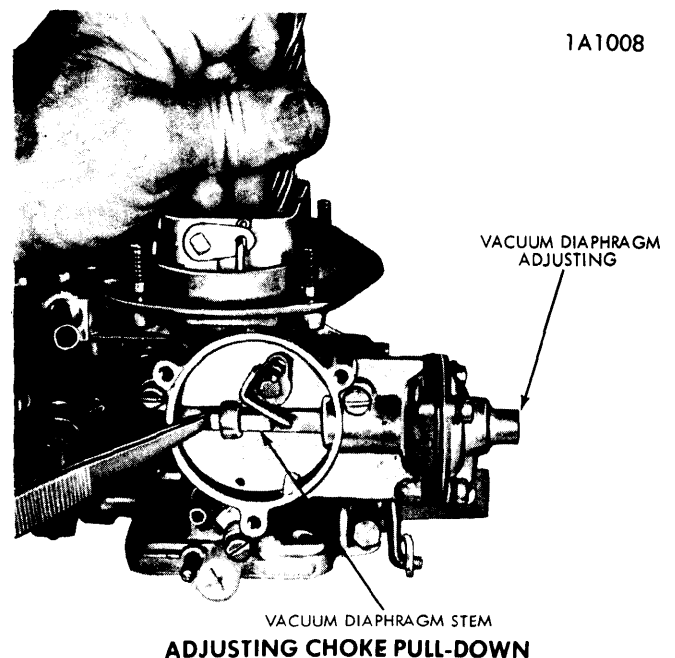 1A1008
VACUUM DIAPHRAGM
ADJUSTING
VACUUM DIAPHRAGM STEM
ADJUSTING CHOKE PULL-DOWN